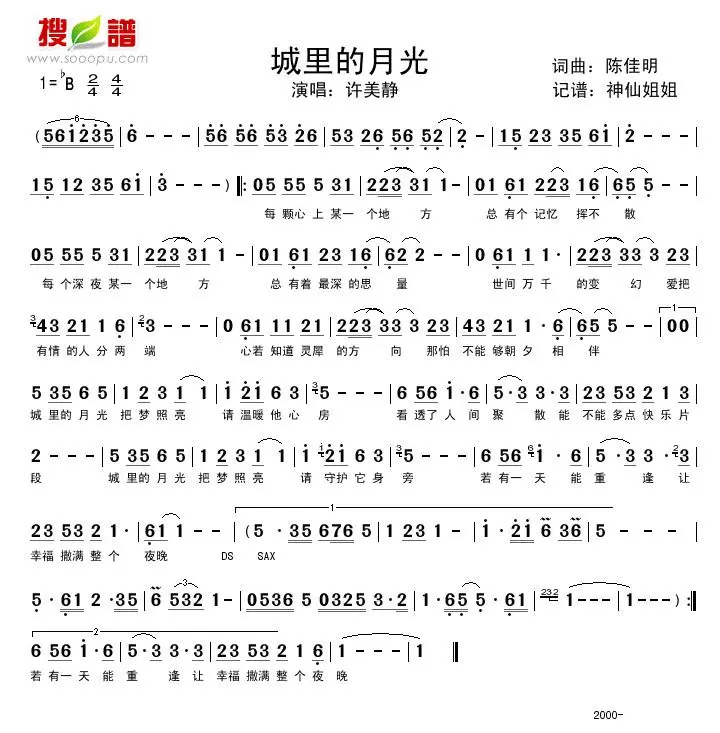 搜谱
www.sooopu.com
城里的月光
1=♭B 2/4 4/4
演唱：许美静
词曲：陈佳明
记谱：神仙姐姐
6
(561235|6---|56 56 53 26|53 26 56 52|2---|15 23 35 61|2---|
15 12 35 61|3---)‖:05 55 5 31|223 31 1-|01 61 223 16|65 5--|
每 颗心 上 某一 个地 方 总 有个 记忆 挥不 散
05 55 5 31|223 31 1-|01 61 23 16|62 2--|0 61 1 1|223 33 3 23|
每 个深 夜 某一 个地 方 总 有着 最深 的思 量 世间 万 千 的变 幻 爱把
43 21 1 6|2---|0 61 11 21|223 33 3 23|43 21 1·6|65 5--|00|
有情 的人 分 两 端 心若 知道 灵犀 的方 向 那怕 不能 够朝 夕 相 伴
5 35 6 5|1 2 3 1 1|1 21 6 3|5---|6 56 1·6|5·3 3·3|23 53 2 1 3|
城 里的 月 光 把 梦 照 亮 请 温暖 他 心 房 看 透了 人 间 聚 散能 不能 多点 快乐 片
2---|5 35 6 5|1 2 3 1 1|1 21 6 3|5---|6 56 1·6|5·3 3·3|
段 城 里的 月 光 把 梦 照 亮 请 守护 它 身 旁 若 有一 天 能 重 逢 让
1
23 53 2 1·|61 1--|(5·35 676 5|1 23 1-|1·21 6 36|5---|
幸福 撒满 整 个 夜晚 DS SAX
5·61 2·35|6 532 1-|0536 5 0325 3·2|1·65 5·61|1---|1---):‖
2
6 56 1·6|5·3 3·3|23 53 2 1 6|1---|1 ‖
若 有一 天 能 重 逢 让 幸福 撒满 整 个 夜 晚
2000-